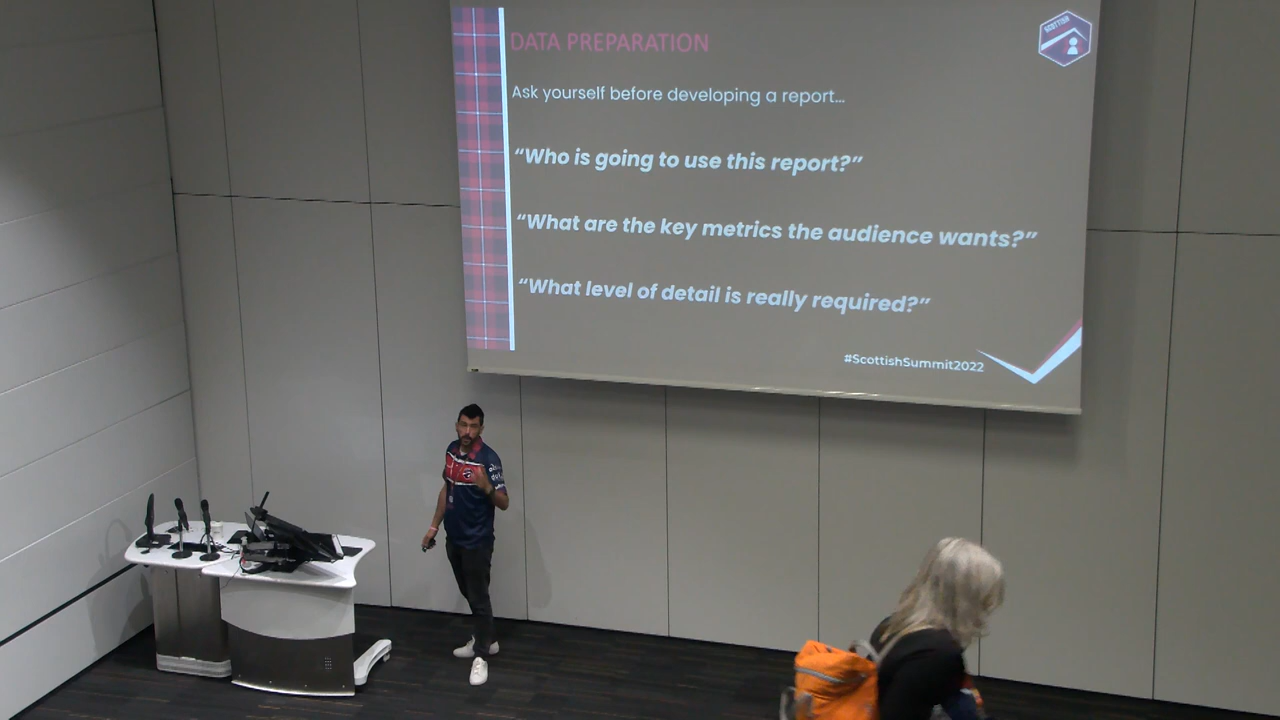 SCOTTISH
DATA PREPARATION
Ask yourself before developing a report...
“Who is going to use this report?”
“What are the key metrics the audience wants?”
“What level of detail is really required?”
#ScottishSummit2022